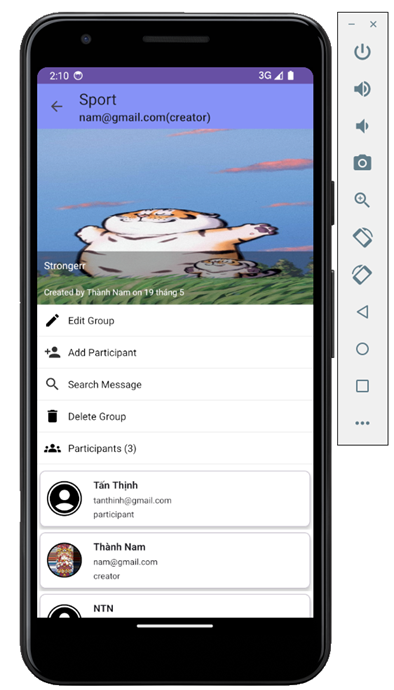 2:10 3G
Sport
nam@gmail.com(creator)
Strongerr
Created by Thành Nam on 19 tháng 5
Edit Group
Add Participant
Search Message
Delete Group
Participants (3)
Tấn Thịnh
tanthinh@gmail.com
participant
Thành Nam
nam@gmail.com
creator
NTN